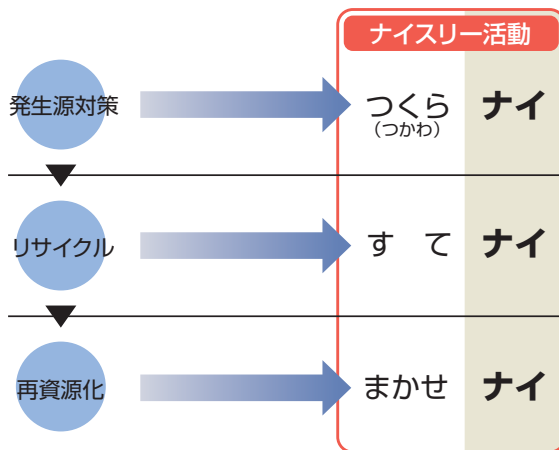 ナイスリー活動
発生源対策
つくら ナイ
(つかわ)
リサイクル
す て ナイ
再資源化
まかせ ナイ